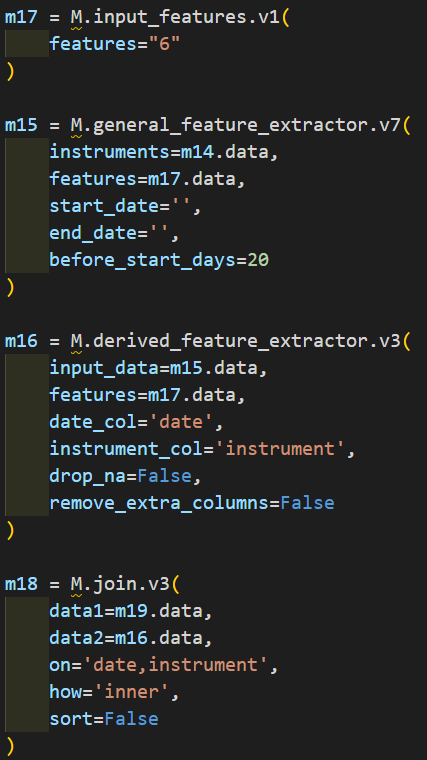 m17 = M.input_features.v1(
    features="6"
)

m15 = M.general_feature_extractor.v7(
    instruments=m14.data,
    features=m17.data,
    start_date='',
    end_date='',
    before_start_days=20
)

m16 = M.derived_feature_extractor.v3(
    input_data=m15.data,
    features=m17.data,
    date_col='date',
    instrument_col='instrument',
    drop_na=False,
    remove_extra_columns=False
)

m18 = M.join.v3(
    data1=m19.data,
    data2=m16.data,
    on='date,instrument',
    how='inner',
    sort=False
)